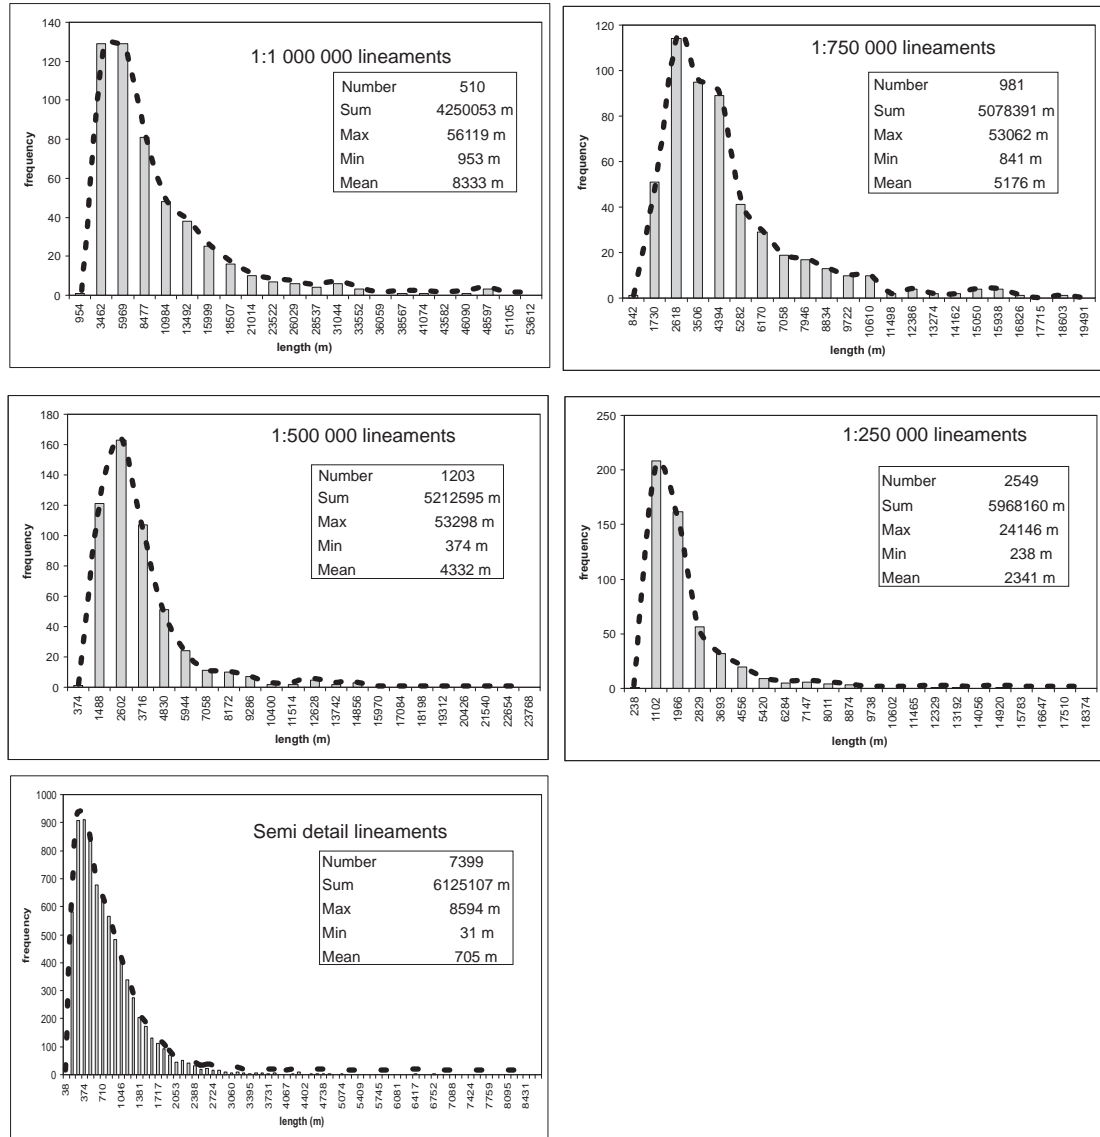 1:1 000 000 lineaments
Number 510
Sum 4250053 m
Max 56119 m
Min 953 m
Mean 8333 m
frequency
140
120
100
80
60
40
20
0
954 3462 5969 8477 10984 13492 15999 18507 21014 23522 26029 28537 31044 33552 36059 38567 41074 43582 46090 48597 51105 53612
length (m)
1:750 000 lineaments
Number 981
Sum 5078391 m
Max 53062 m
Min 841 m
Mean 5176 m
frequency
120
100
80
60
40
20
0
842 1730 2618 3506 4394 5282 6170 7058 7946 8834 9722 10610 11498 12386 13274 14162 15050 15938 16826 17715 18603 19491
length (m)
1:500 000 lineaments
Number 1203
Sum 5212595 m
Max 53298 m
Min 374 m
Mean 4332 m
frequency
180
160
140
120
100
80
60
40
20
0
374 1488 2602 3716 4830 5944 7058 8172 9286 10400 11514 12628 13742 14856 15970 17084 18198 19312 20426 21540 22654 23768
length (m)
1:250 000 lineaments
Number 2549
Sum 5968160 m
Max 24146 m
Min 238 m
Mean 2341 m
frequency
250
200
150
100
50
0
238 1102 1966 2829 3693 4556 5420 6284 7147 8011 8874 9738 10602 11465 12329 13192 14056 14920 15783 16647 17510 18374
length (m)
Semi detail lineaments
Number 7399
Sum 6125107 m
Max 8594 m
Min 31 m
Mean 705 m
frequency
1000
900
800
700
600
500
400
300
200
100
0
38 374 710 1046 1381 1717 2053 2388 2724 3060 3395 3731 4067 4402 4738 5074 5409 5745 6081 6417 6752 7088 7424 7759 8095 8431
length (m)